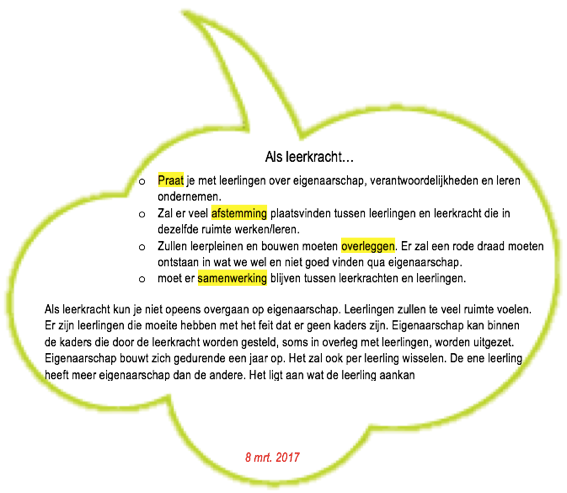 Als leerkracht…
o Praat je met leerlingen over eigenaarschap, verantwoordelijkheden en leren
ondernemen.
o Zal er veel afstemming plaatsvinden tussen leerlingen en leerkracht die in
dezelfde ruimte werken/leren.
o Zullen leerpleinen en bouwen moeten overleggen. Er zal een rode draad moeten
ontstaan in wat we wel en niet goed vinden qua eigenaarschap.
o moet er samenwerking blijven tussen leerkrachten en leerlingen.
Als leerkracht kun je niet opeens overgaan op eigenaarschap. Leerlingen zullen te veel ruimte voelen.
Er zijn leerlingen die moeite hebben met het feit dat er geen kaders zijn. Eigenaarschap kan binnen
de kaders die door de leerkracht worden gesteld, soms in overleg met leerlingen, worden uitgezet.
Eigenaarschap bouwt zich gedurende een jaar op. Het zal ook per leerling wisselen. De ene leerling
heeft meer eigenaarschap dan de andere. Het ligt aan wat de leerling aankan
8 mrt. 2017